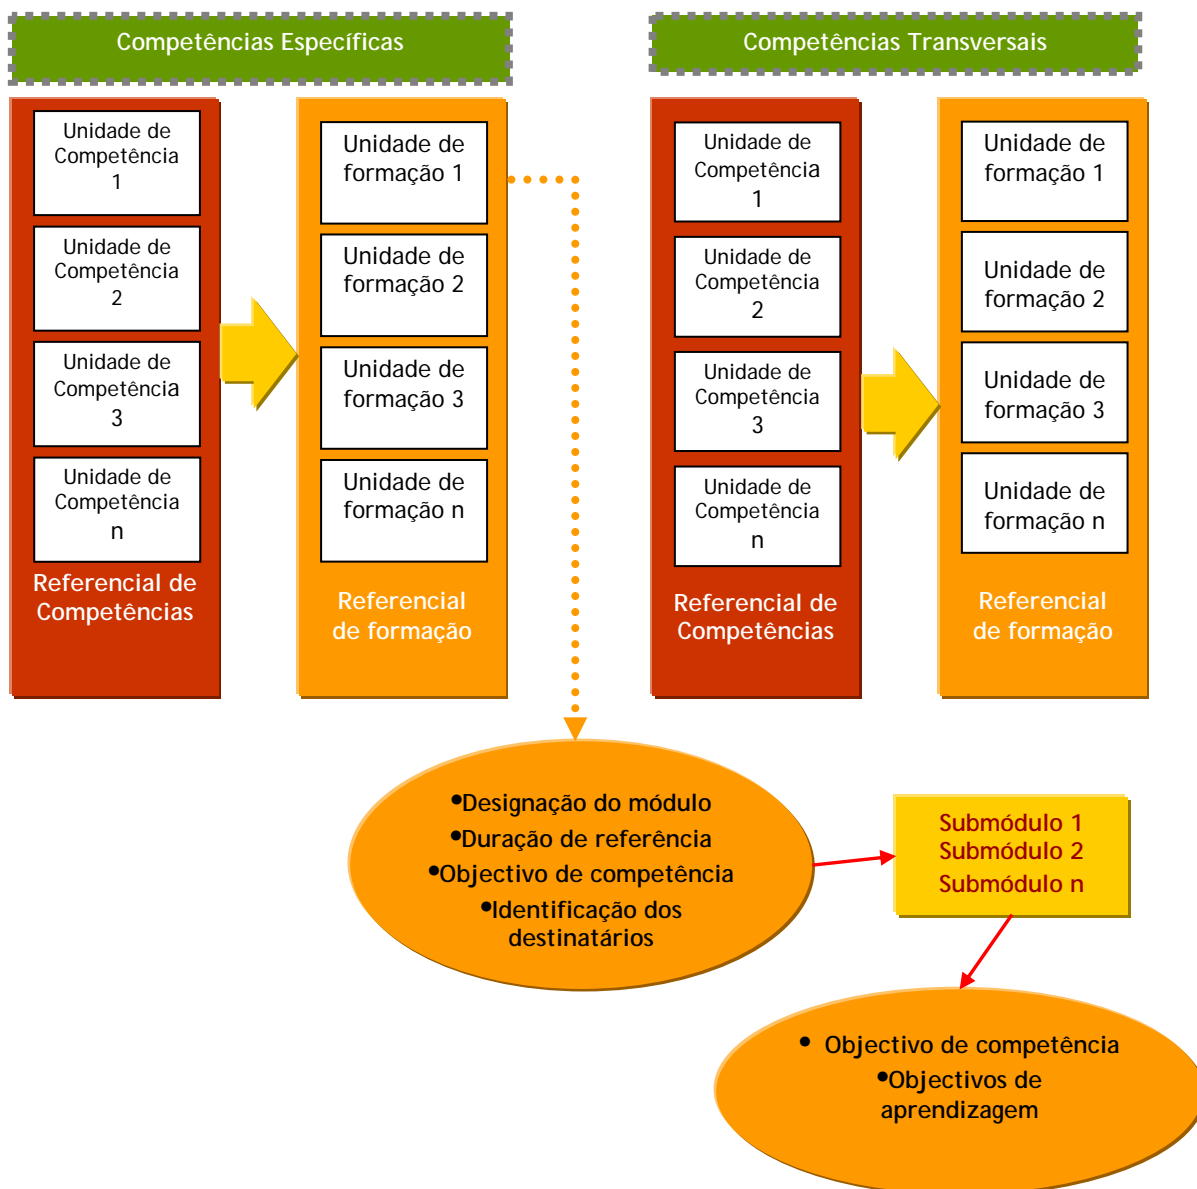 Competências Específicas
Unidade de
Competência
1
Unidade de
Competência
2
Unidade de
Competência
3
Unidade de
Competência
n
Referencial de
Competências
Unidade de
formação 1
Unidade de
formação 2
Unidade de
formação 3
Unidade de
formação n
Referencial
de formação
Competências Transversais
Unidade de
Competência
1
Unidade de
Competência
2
Unidade de
Competência
3
Unidade de
Competência
n
Referencial de
Competências
Unidade de
formação 1
Unidade de
formação 2
Unidade de
formação 3
Unidade de
formação n
Referencial
de formação
•Designação do módulo
•Duração de referência
•Objectivo de competência
•Identificação dos
destinatários
Submódulo 1
Submódulo 2
Submódulo n
• Objectivo de competência
•Objectivos de
aprendizagem